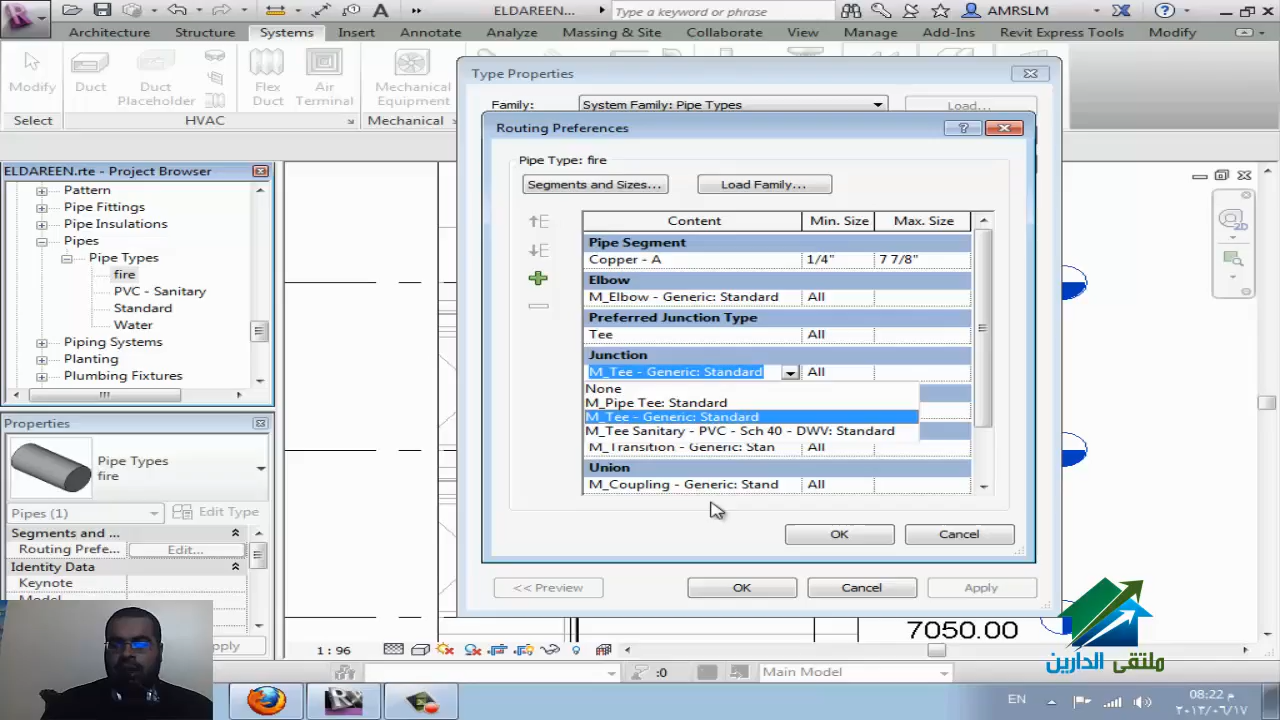 ELDAREEN...
Type a keyword or phrase
AMRSLM
Architecture
Structure
Systems
Insert
Annotate
Analyze
Massing & Site
Collaborate
View
Manage
Add-Ins
Revit Express Tools
Modify
Modify
Duct
Duct
Placeholder
Flex
Duct
Air
Terminal
Mechanical
Equipment
Select
HVAC
Mechanical
Type Properties
Family:
System Family: Pipe Types
Load...
Routing Preferences
Pipe Type: fire
Segments and Sizes...
Load Family...
Content
Min. Size
Max. Size
Pipe Segment
Copper - A
1/4"
7 7/8"
Elbow
M_Elbow - Generic: Standard
All
Preferred Junction Type
Tee
All
Junction
M_Tee - Generic: Standard
All
None
M_Pipe Tee: Standard
M_Tee - Generic: Standard
M_Tee Sanitary - PVC - Sch 40 - DWV: Standard
M_Transition - Generic: Stan
All
Union
M_Coupling - Generic: Stand
All
OK
Cancel
<< Preview
OK
Cancel
Apply
ELDAREEN.rte - Project Browser
Pattern
Pipe Fittings
Pipe Insulations
Pipes
Pipe Types
fire
PVC - Sanitary
Standard
Water
Piping Systems
Planting
Plumbing Fixtures
Properties
Pipe Types
fire
Pipes (1)
Edit Type
Segments and ...
Routing Prefe...
Edit...
Identity Data
Keynote
Model
Apply
1 : 96
7050.00
:0
Main Model
ملتقى الدارين
EN
08:22 م
٢٠١٣/٠٦/١٧